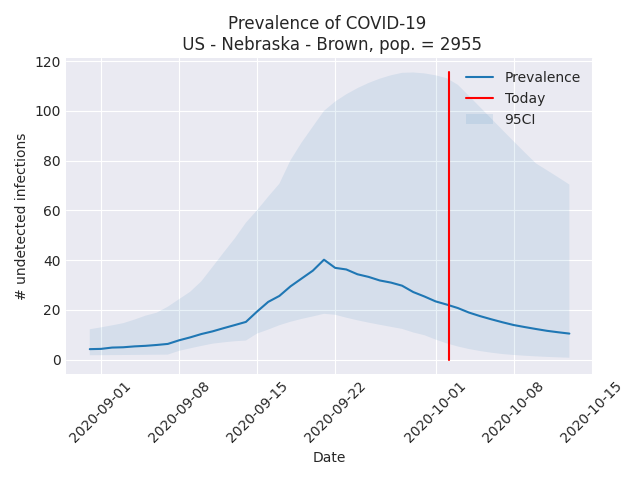 Prevalence of COVID-19
US - Nebraska - Brown, pop. = 2955
120
100
80
60
40
20
0
# undetected infections
Prevalence
Today
95CI
2020-09-01
2020-09-08
2020-09-15
2020-09-22
2020-10-01
2020-10-08
2020-10-15
Date